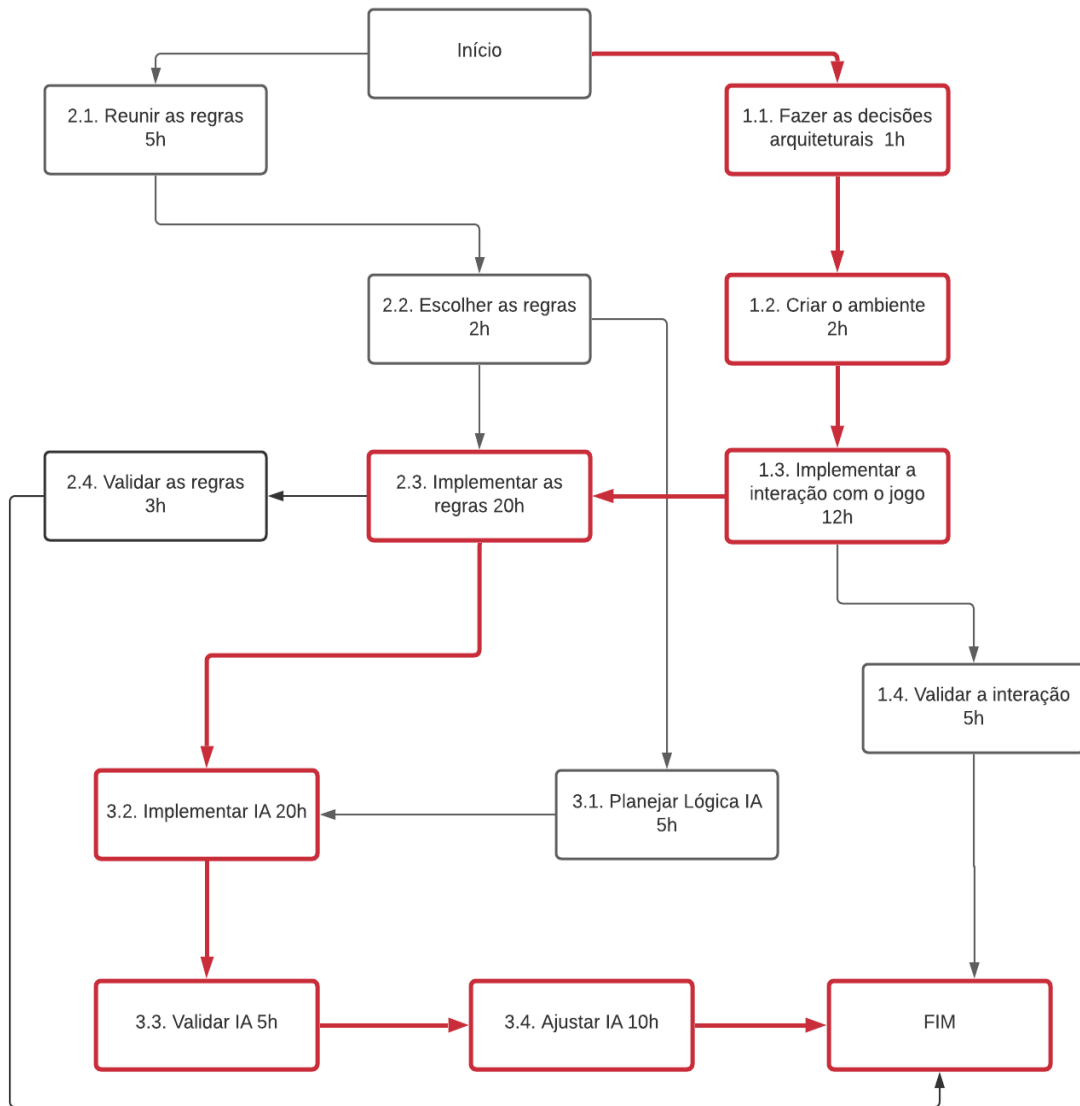 Início
2.1. Reunir as regras
5h
1.1. Fazer as decisões
arquiteturais 1h
2.2. Escolher as regras
2h
1.2. Criar o ambiente
2h
2.4. Validar as regras
3h
2.3. Implementar as
regras 20h
1.3. Implementar a
interação com o jogo
12h
1.4. Validar a interação
5h
3.2. Implementar IA 20h
3.1. Planejar Lógica IA
5h
3.3. Validar IA 5h
3.4. Ajustar IA 10h
FIM